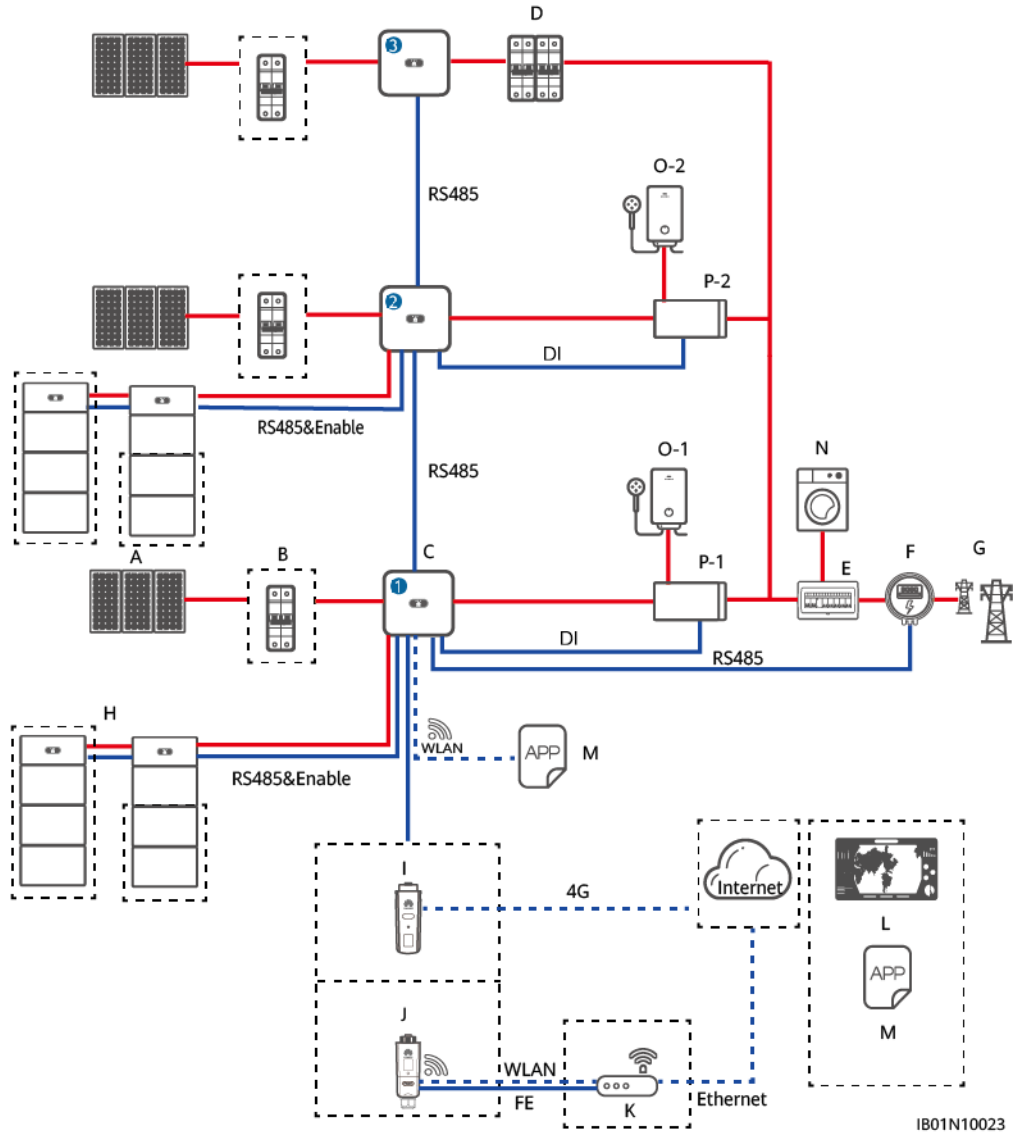 D
3
RS485
O-2
P-2
2
DI
RS485&Enable
RS485
O-1
N
A
B
C
P-1
E
F
G
1
DI
RS485
H
WLAN
APP
M
RS485&Enable
I
4G
Internet
L
APP
M
J
WLAN
FE
K
Ethernet
IB01N10023